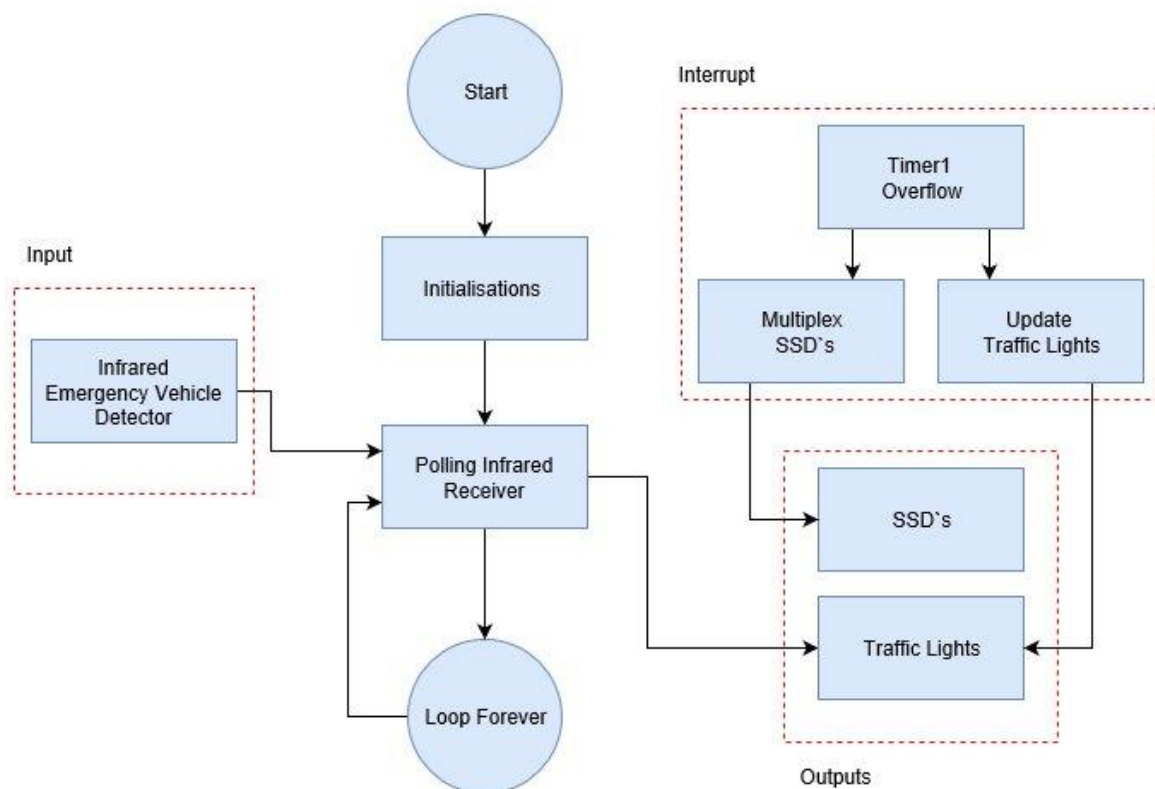 Start
Interrupt
Timer1
Overflow
Input
Initialisations
Multiplex
SSD`s
Update
Traffic Lights
Infrared
Emergency Vehicle
Detector
Polling Infrared
Receiver
SSD`s
Traffic Lights
Loop Forever
Outputs